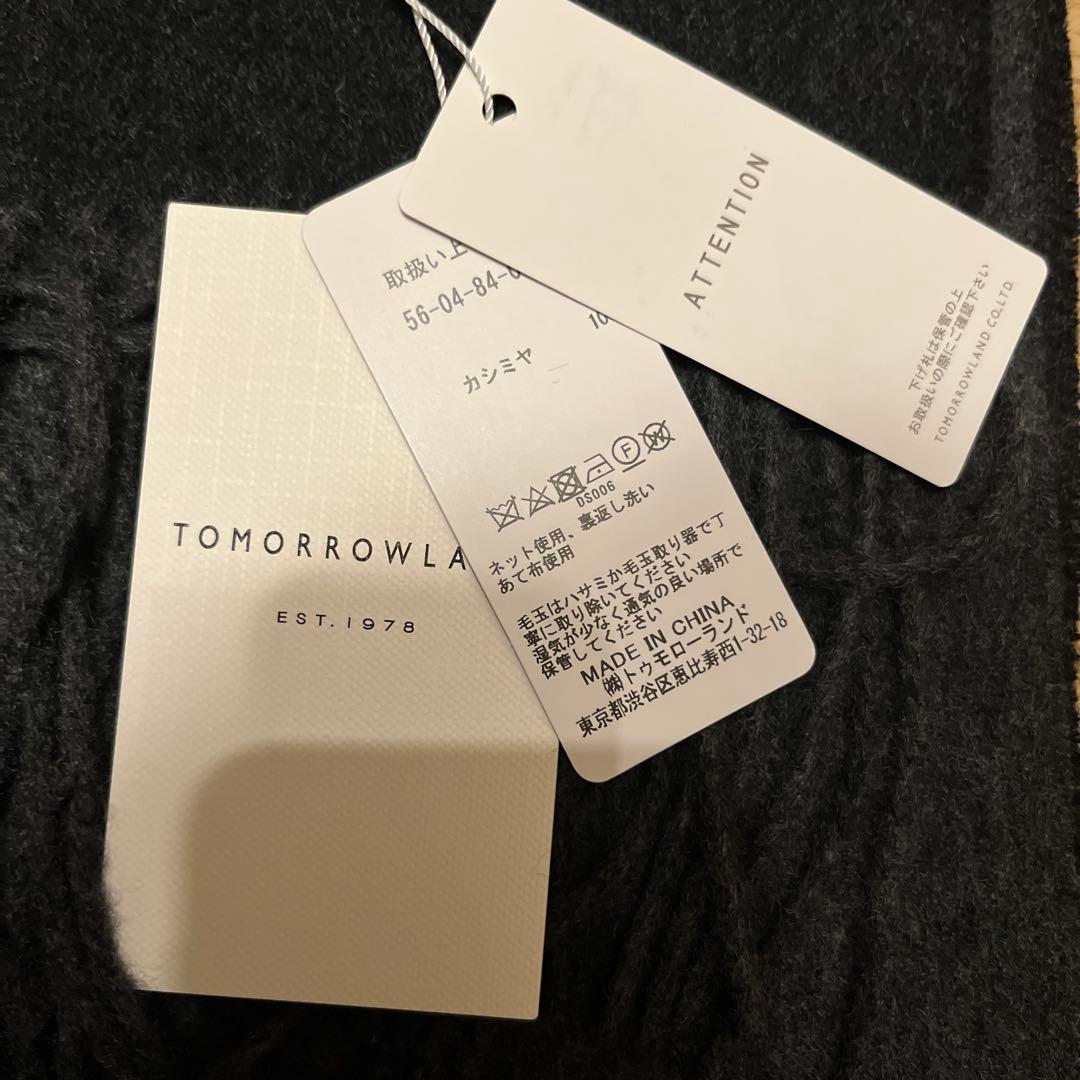 TOMORROWLA
EST.1978
取扱い上
56-04-84-0
10
カシミヤ
DS006
ネット使用、裏返し洗い
あて布使用
毛玉はハサミか毛玉取り器で丁
寧に取り除いてください
湿気が少なく通気の良い場所で
保管してください
MADE IN CHINA
㈱トゥモローランド
東京都渋谷区恵比寿西1-32-18
ATTENTION
下げ札は保管の上
お取扱いの際にご確認下さい
TOMORROWLAND CO.,LTD.